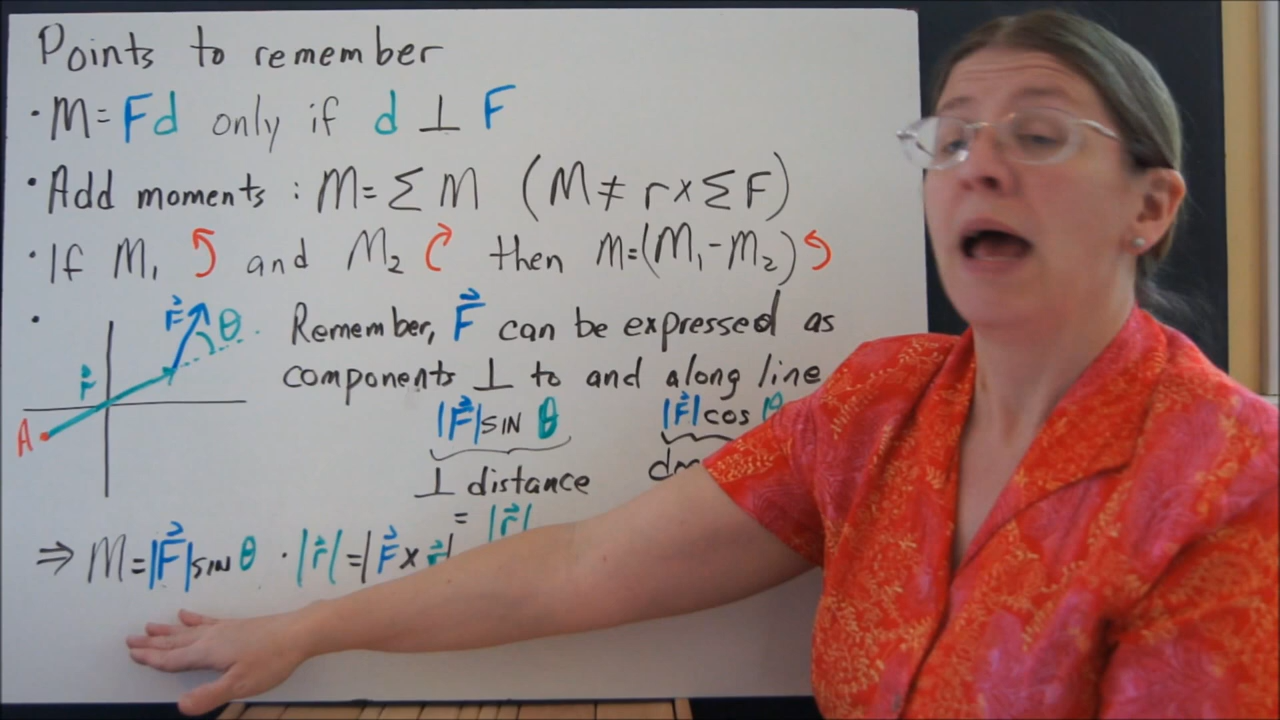 Points to remember
· M = Fd only if d ⊥ F
· Add moments : M = Σ M (M ≠ r × Σ F)
· If M₁ ↺ and M₂ ↻ then M = (M₁ - M₂) ↺
· Remember, F⃗ can be expressed as
components ⊥ to and along line
F⃗ θ
r⃗
A
|F⃗| sin θ |F⃗| cos θ
⊥ distance
= |r⃗|
⇒ M = |F⃗| sin θ · |r⃗| = |F⃗ × r⃗|